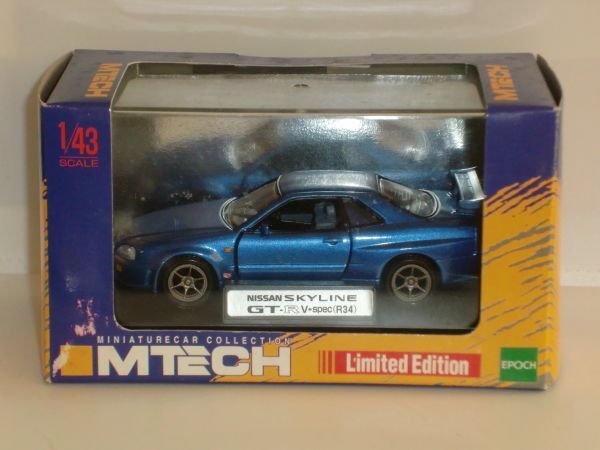 MTECH
MTECH
1/43
SCALE
NISSAN SKYLINE
GT-R V•spec(R34)
MINIATURECAR COLLECTION
MTECH
Limited Edition
EPOCH